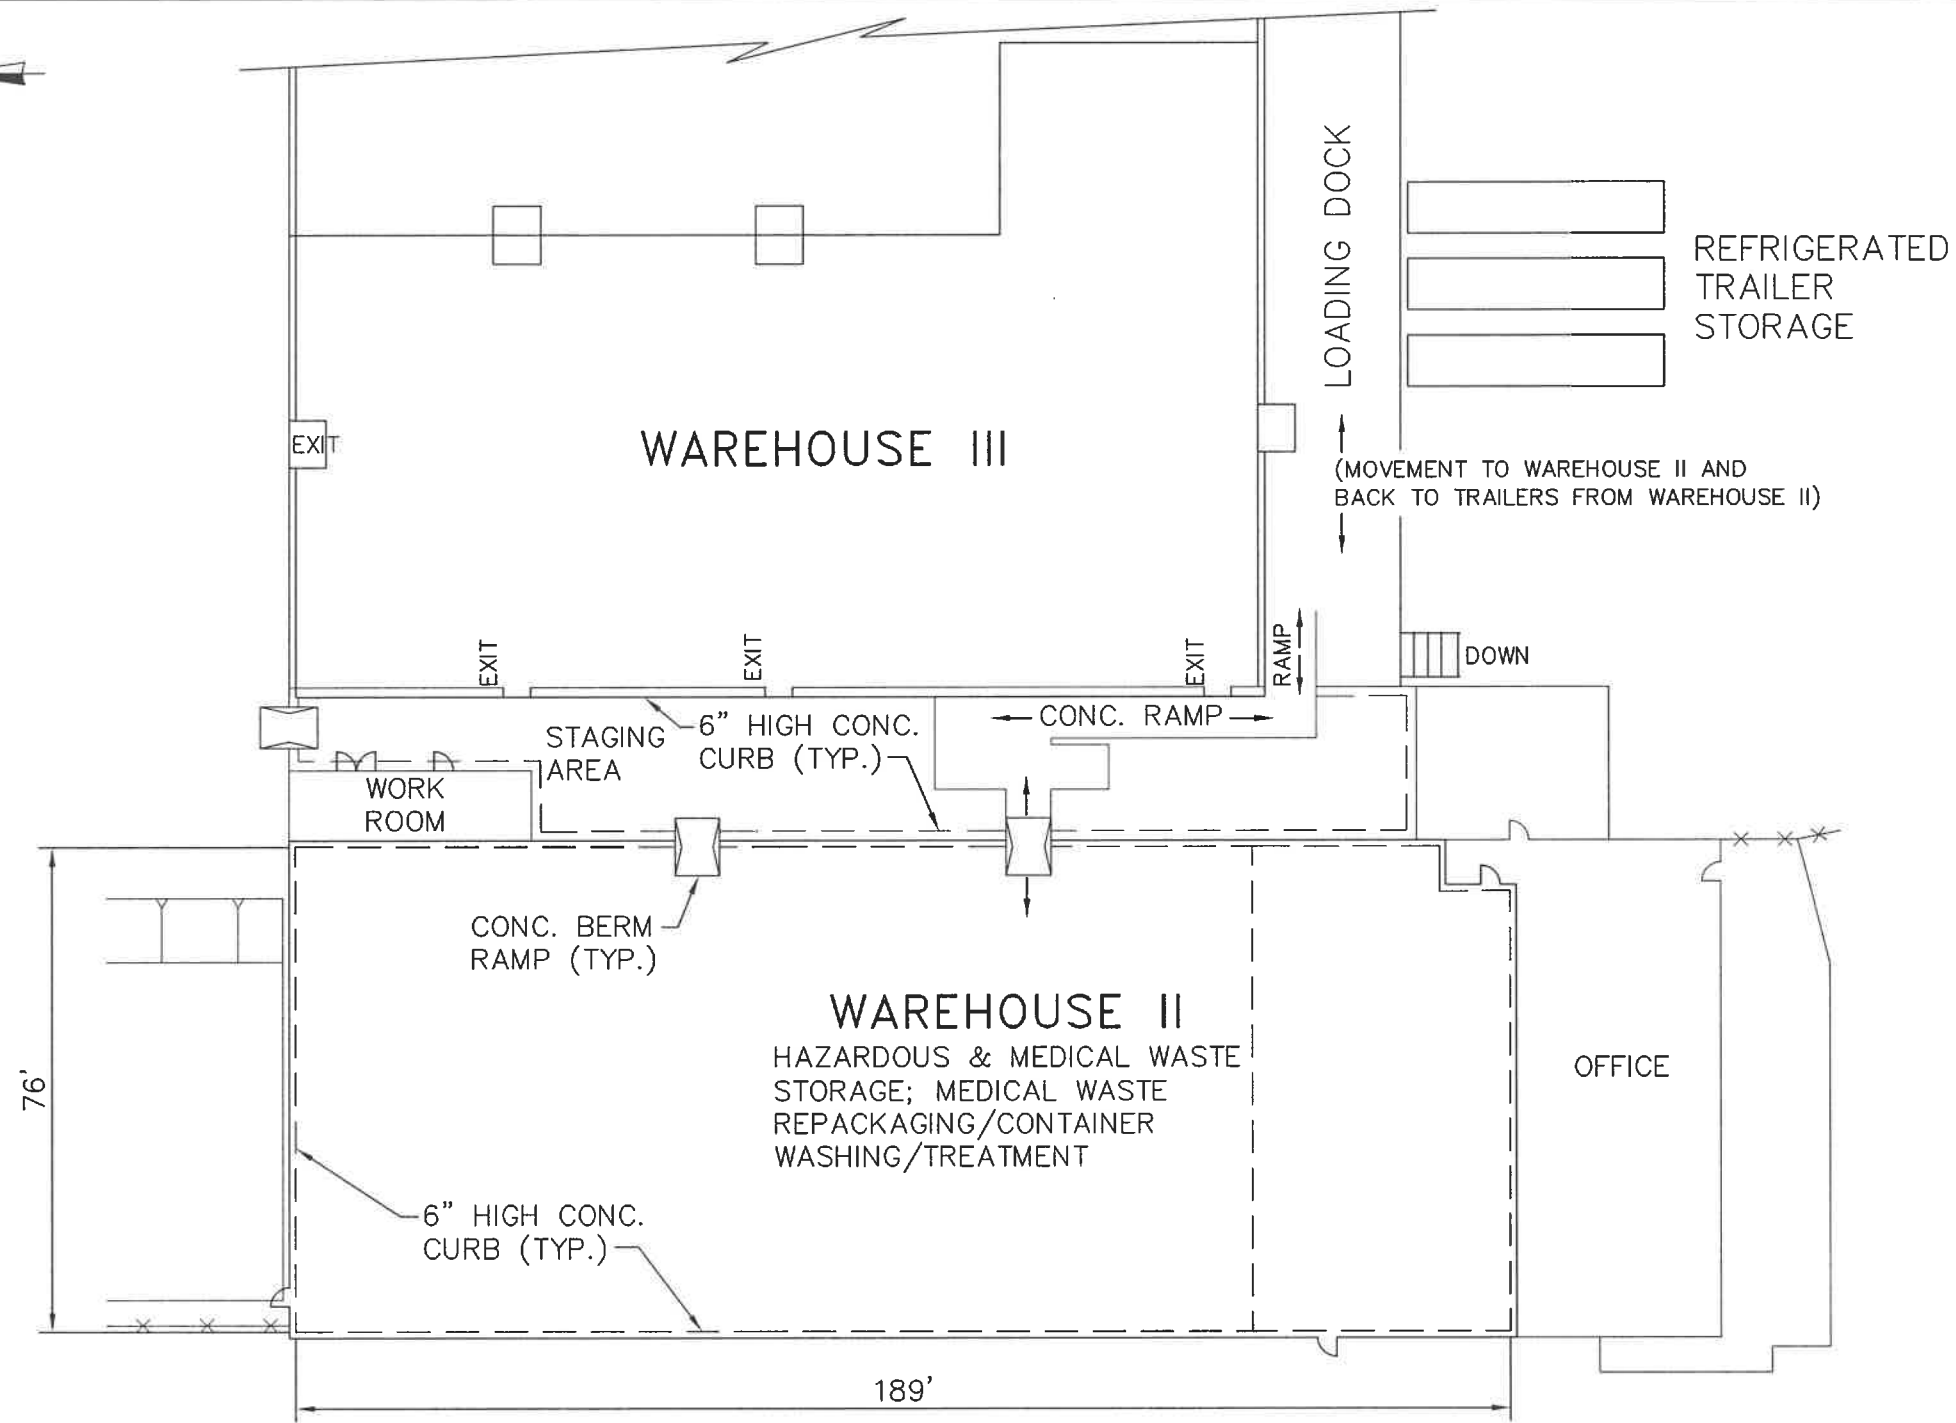 LOADING DOCK
REFRIGERATED
TRAILER
STORAGE
EXIT
WAREHOUSE III
(MOVEMENT TO WAREHOUSE II AND
BACK TO TRAILERS FROM WAREHOUSE II)
EXIT
EXIT
EXIT
RAMP
DOWN
STAGING
AREA
6" HIGH CONC.
CURB (TYP.)
CONC. RAMP
WORK
ROOM
CONC. BERM
RAMP (TYP.)
WAREHOUSE II
HAZARDOUS & MEDICAL WASTE
STORAGE; MEDICAL WASTE
REPACKAGING/CONTAINER
WASHING/TREATMENT
OFFICE
76'
6" HIGH CONC.
CURB (TYP.)
189'